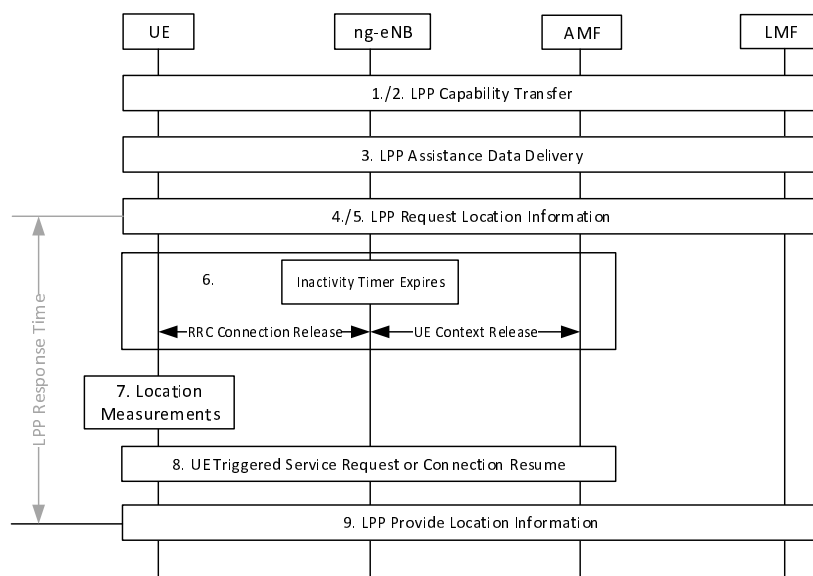 UE
ng-eNB
AMF
LMF
1./2. LPP Capability Transfer
3. LPP Assistance Data Delivery
4./5. LPP Request Location Information
6.
Inactivity Timer Expires
RRC Connection Release
UE Context Release
LPP Response Time
7. Location
Measurements
8. UE Triggered Service Request or Connection Resume
9. LPP Provide Location Information